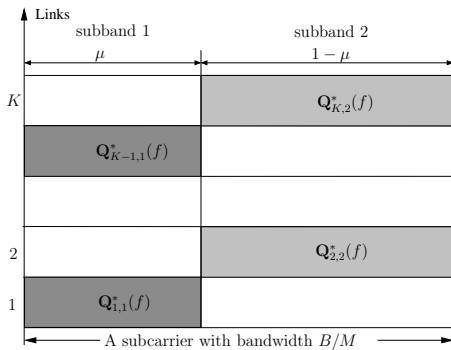 Links
subband 1 subband 2
μ 1 − μ
K Q*_{K,2}(f)
Q*_{K−1,1}(f)
2 Q*_{2,2}(f)
1 Q*_{1,1}(f)
A subcarrier with bandwidth B/M